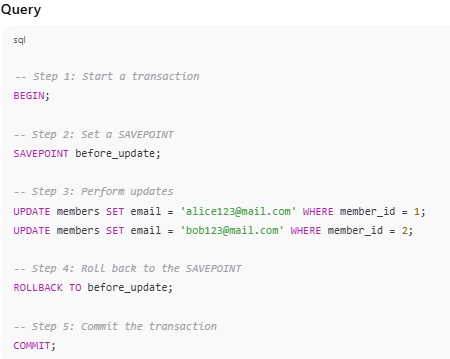 Query
sql
-- Step 1: Start a transaction
BEGIN;
-- Step 2: Set a SAVEPOINT
SAVEPOINT before_update;
-- Step 3: Perform updates
UPDATE members SET email = 'alice123@mail.com' WHERE member_id = 1;
UPDATE members SET email = 'bob123@mail.com' WHERE member_id = 2;
-- Step 4: Roll back to the SAVEPOINT
ROLLBACK TO before_update;
-- Step 5: Commit the transaction
COMMIT;